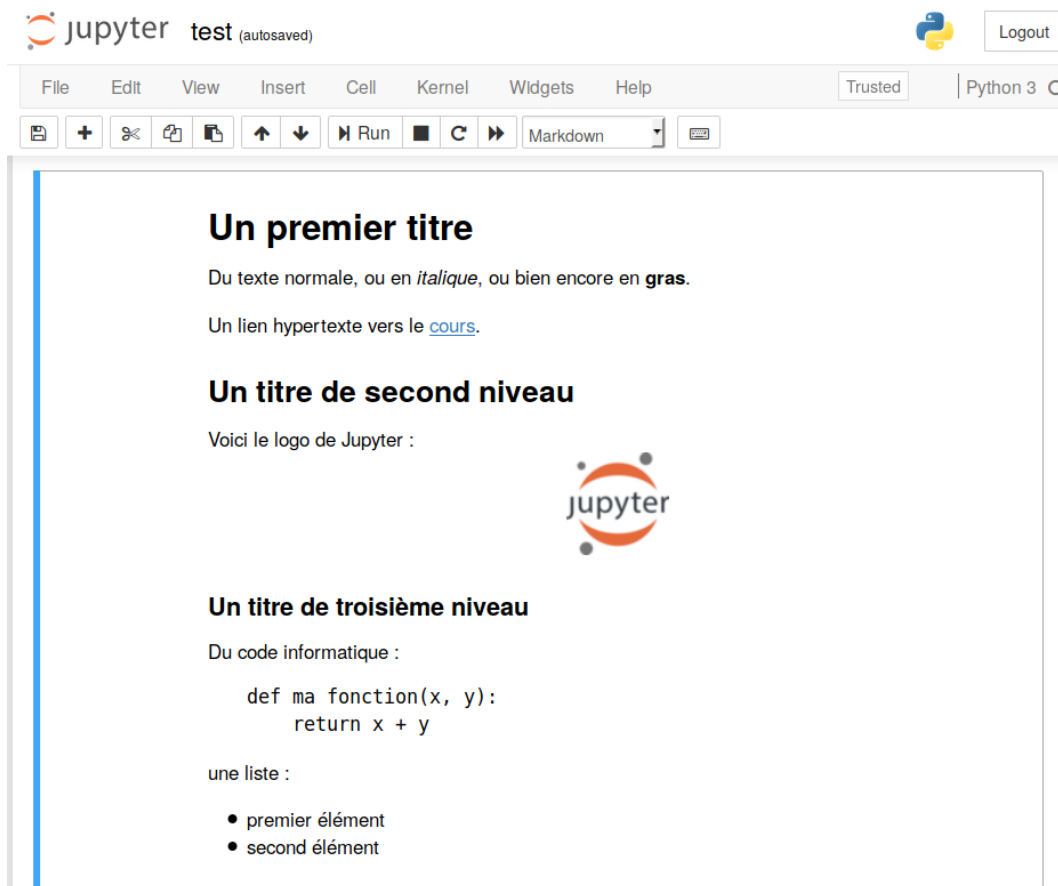 jupyter test (autosaved) Logout
File Edit View Insert Cell Kernel Widgets Help Trusted Python 3
Run Markdown
Un premier titre
Du texte normale, ou en italique, ou bien encore en gras.
Un lien hypertexte vers le cours.
Un titre de second niveau
Voici le logo de Jupyter :
jupyter
Un titre de troisième niveau
Du code informatique :
def ma fonction(x, y):
    return x + y
une liste :
premier élément
second élément